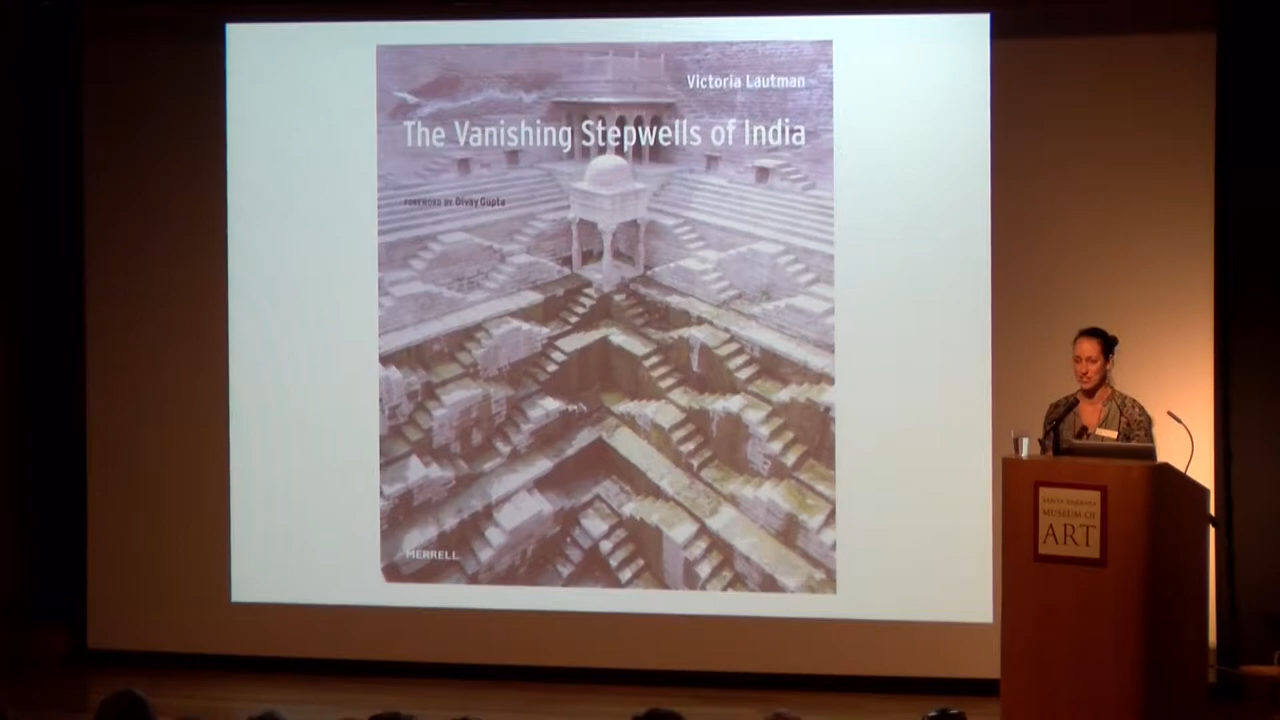 Victoria Lautman
The Vanishing Stepwells of India
FOREWORD BY Divay Gupta
MERRELL
SANTA BARBARA
MUSEUM OF
ART